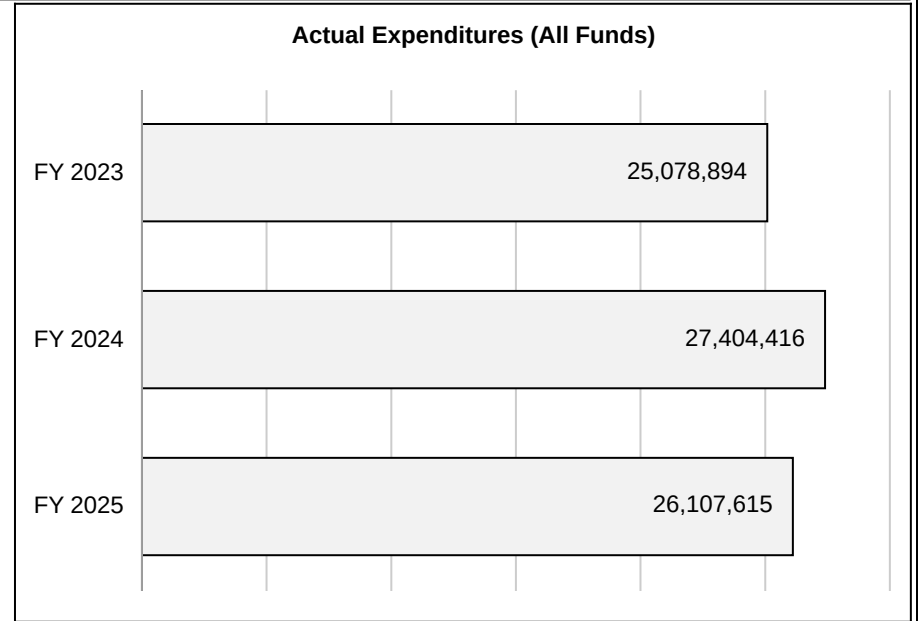 Actual Expenditures (All Funds)
FY 2023 25,078,894
FY 2024 27,404,416
FY 2025 26,107,615